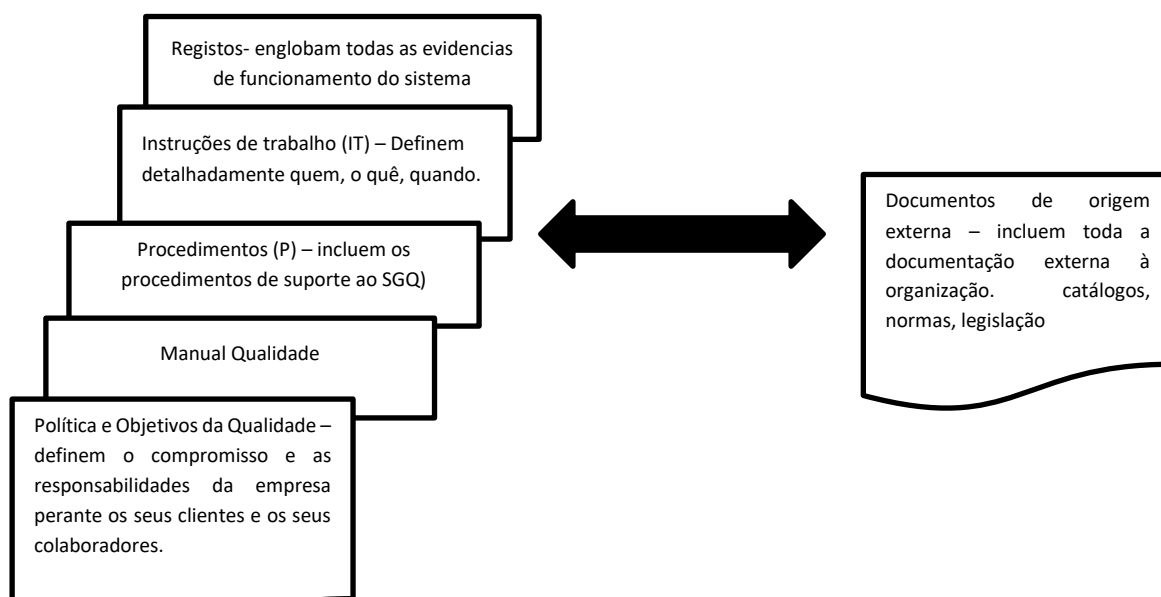 Registos- englobam todas as evidencias
de funcionamento do sistema
Instruções de trabalho (IT) – Definem
detalhadamente quem, o quê, quando.
Procedimentos (P) – incluem os
procedimentos de suporte ao SGQ)
Manual Qualidade
Política e Objetivos da Qualidade –
definem o compromisso e as
responsabilidades da empresa
perante os seus clientes e os seus
colaboradores.
Documentos de origem
externa – incluem toda a
documentação externa à
organização. catálogos,
normas, legislação